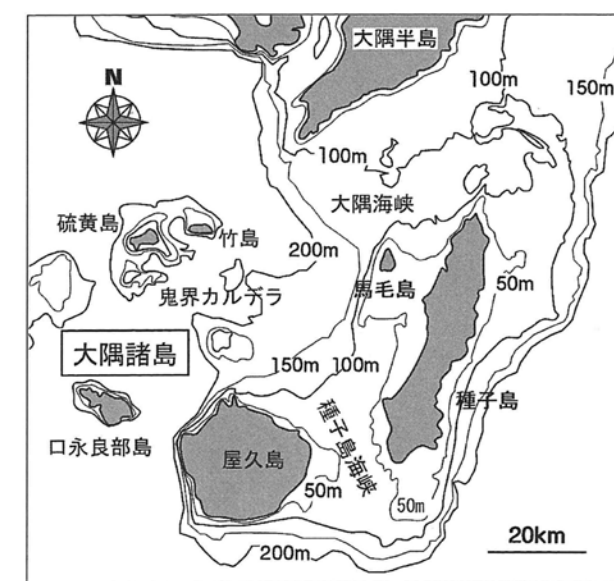 大隅半島
100m
150m
N
100m
大隅海峡
硫黄島
竹島
200m
鬼界カルデラ
馬毛島
50m
大隅諸島
150m
100m
種子島
口永良部島
種子島海峡
屋久島
50m
50m
20km
200m